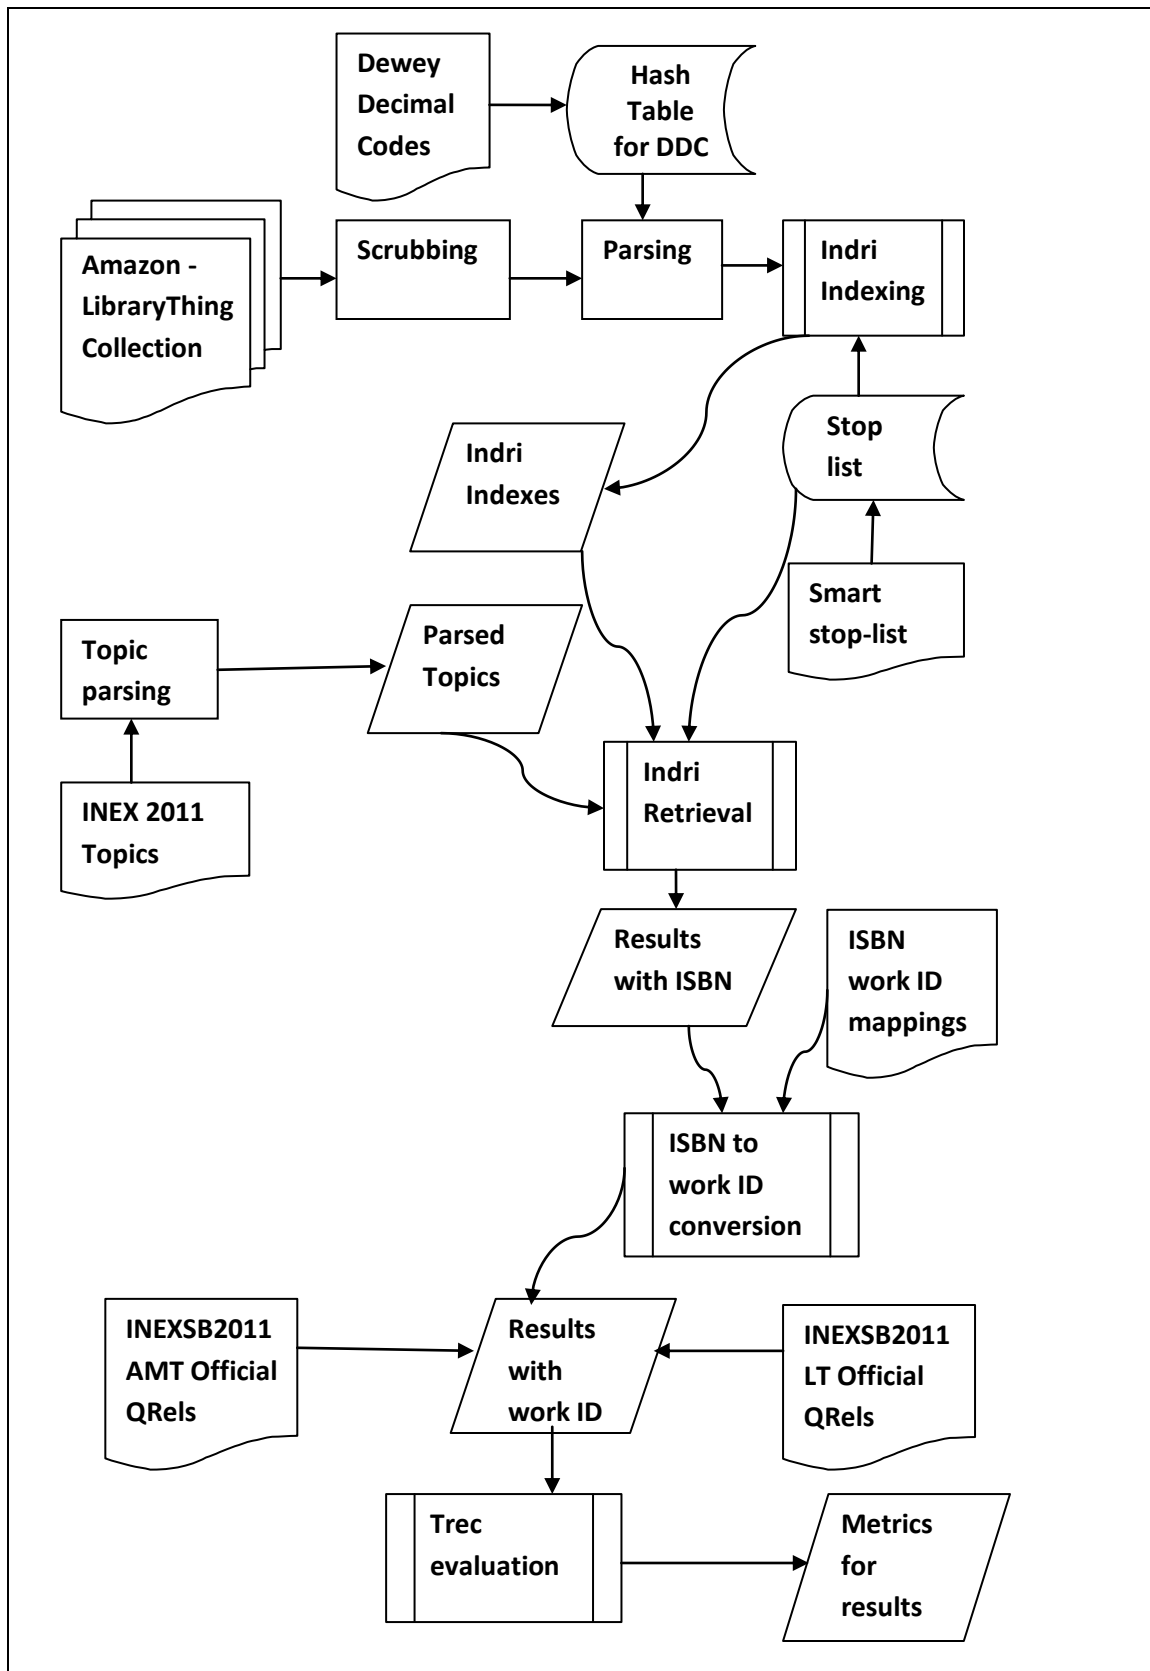 Dewey
Decimal
Codes
Hash
Table
for DDC
Amazon -
LibraryThing
Collection
Scrubbing
Parsing
Indri
Indexing
Indri
Indexes
Stop
list
Smart
stop-list
Topic
parsing
Parsed
Topics
INEX 2011
Topics
Indri
Retrieval
Results
with ISBN
ISBN
work ID
mappings
ISBN to
work ID
conversion
INEXSB2011
AMT Official
QRels
Results
with
work ID
INEXSB2011
LT Official
QRels
Trec
evaluation
Metrics
for
results